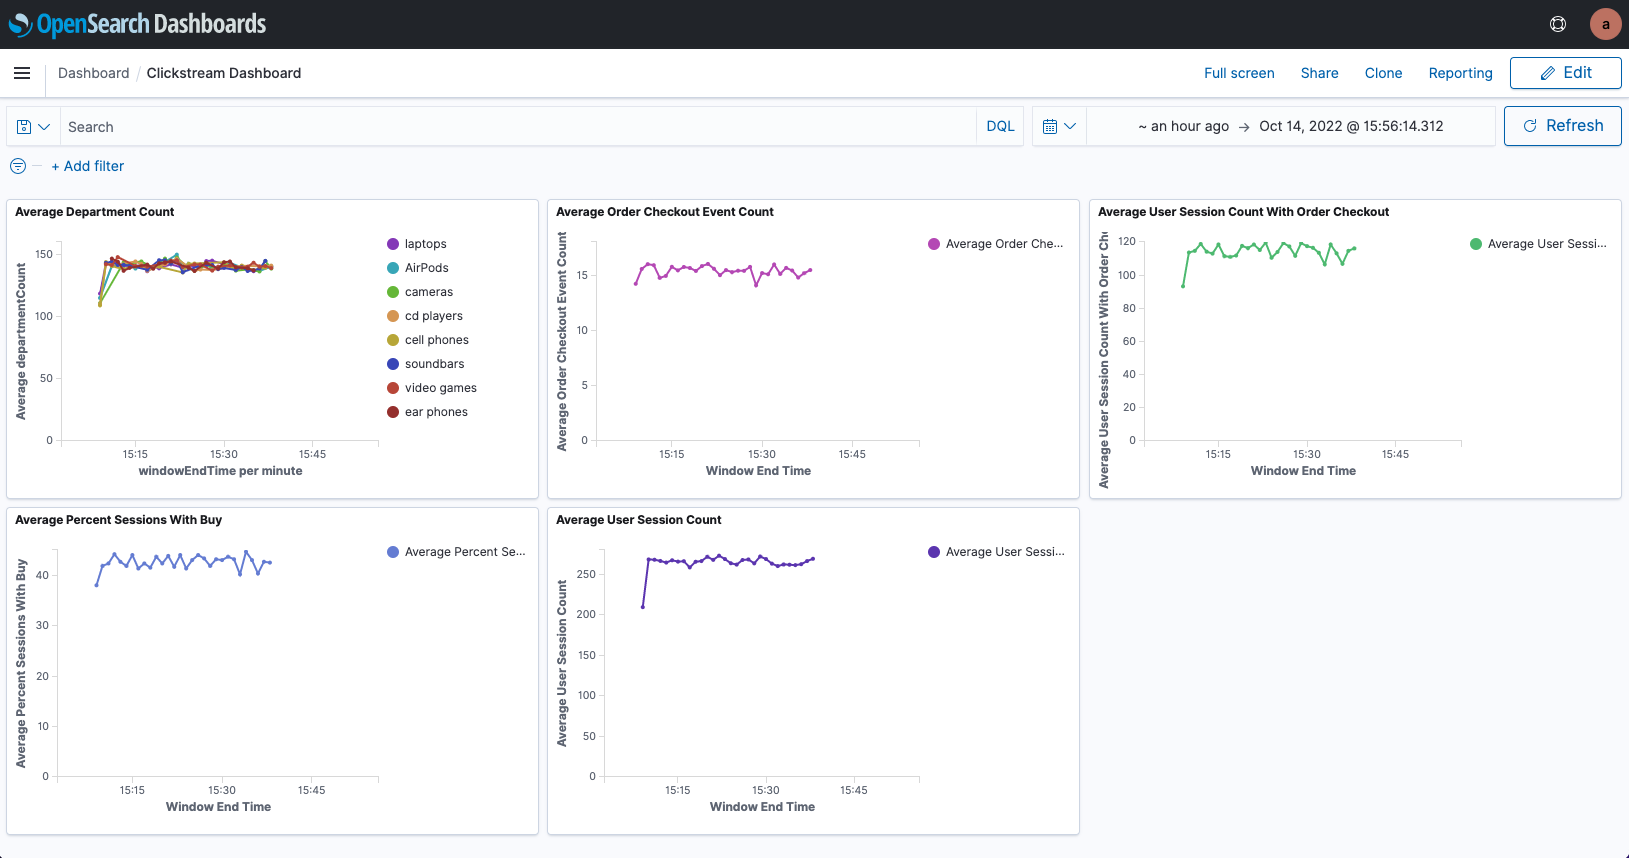 OpenSearch Dashboards
a
Dashboard / Clickstream Dashboard
Full screen
Share
Clone
Reporting
Edit
Search
DQL
~ an hour ago → Oct 14, 2022 @ 15:56:14.312
Refresh
+ Add filter
Average Department Count
Average departmentCount
150
100
50
0
15:15
15:30
15:45
windowEndTime per minute
laptops
AirPods
cameras
cd players
cell phones
soundbars
video games
ear phones
Average Order Checkout Event Count
Average Order Checkout Event Count
15
10
5
0
15:15
15:30
15:45
Window End Time
Average Order Che...
Average User Session Count With Order Checkout
Average User Session Count With Order Che
120
100
80
60
40
20
0
15:15
15:30
15:45
Window End Time
Average User Sessi...
Average Percent Sessions With Buy
Average Percent Sessions With Buy
40
30
20
10
0
15:15
15:30
15:45
Window End Time
Average Percent Se...
Average User Session Count
Average User Session Count
250
200
150
100
50
0
15:15
15:30
15:45
Window End Time
Average User Sessi...